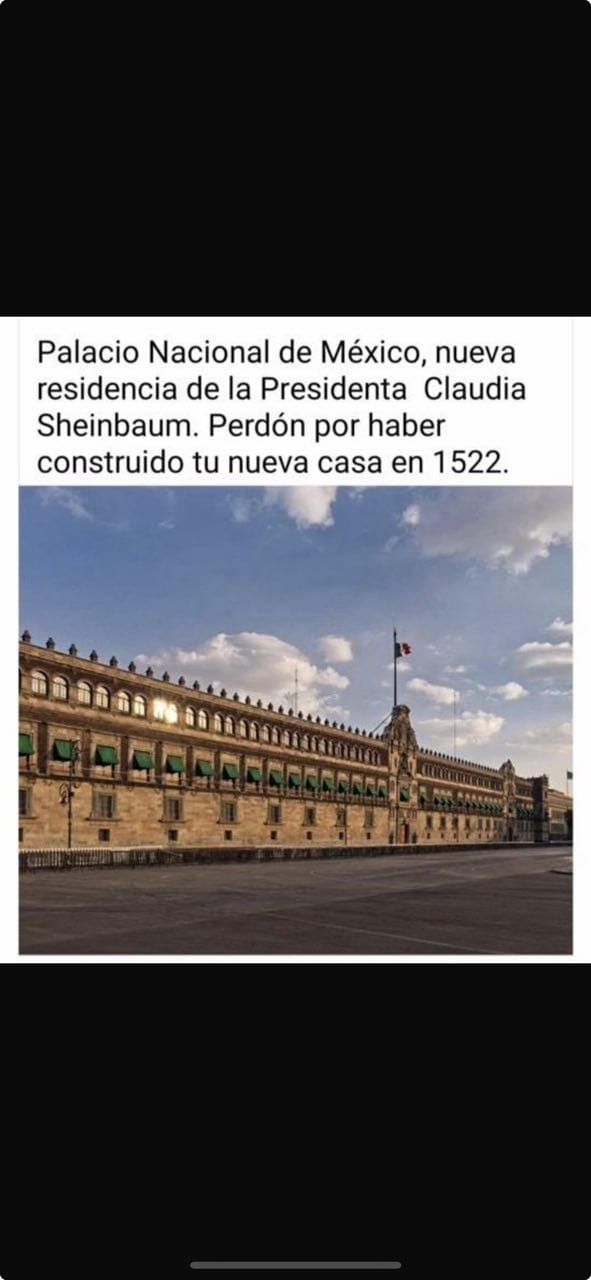 Palacio Nacional de México, nueva
residencia de la Presidenta  Claudia
Sheinbaum. Perdón por haber
construido tu nueva casa en 1522.